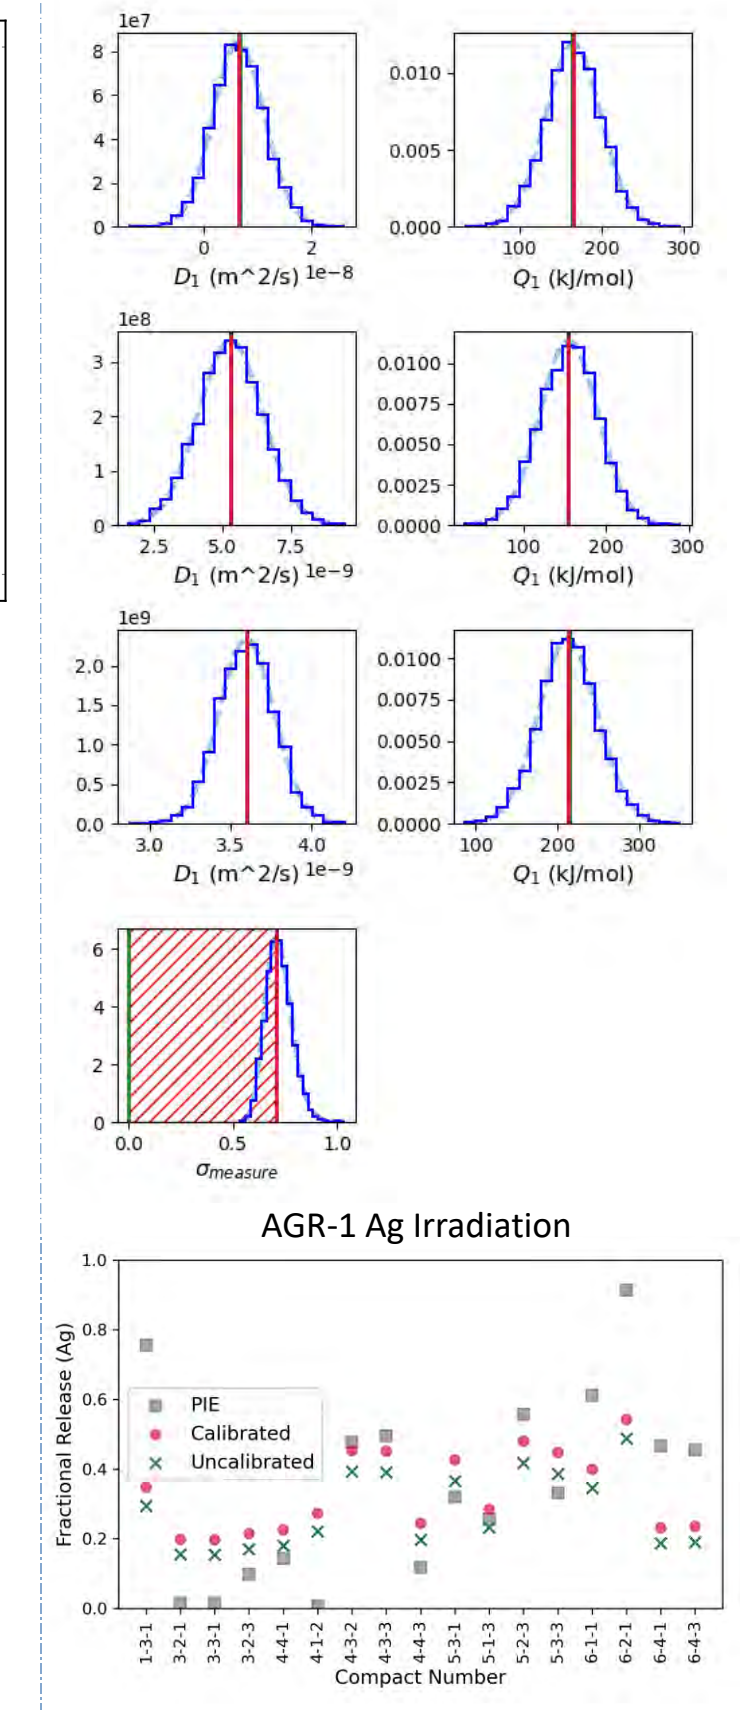 1e7
8
6
4
2
0
0 2
D₁ (m^2/s) 1e−8
0.010
0.005
0.000
100 200 300
Q₁ (kJ/mol)
1e8
3
2
1
0
2.5 5.0 7.5
D₁ (m^2/s) 1e−9
0.0100
0.0075
0.0050
0.0025
0.0000
100 200 300
Q₁ (kJ/mol)
1e9
2.0
1.5
1.0
0.5
0.0
3.0 3.5 4.0
D₁ (m^2/s) 1e−9
0.0100
0.0075
0.0050
0.0025
0.0000
100 200 300
Q₁ (kJ/mol)
6
4
2
0
0.0 0.5 1.0
σmeasure
AGR-1 Ag Irradiation
Fractional Release (Ag)
1.0
0.8
0.6
0.4
0.2
0.0
PIE
Calibrated
Uncalibrated
1-3-1 3-2-1 3-3-1 3-2-3 4-4-1 4-1-2 4-3-2 4-3-3 4-4-3 5-3-1 5-1-3 5-2-3 5-3-3 6-1-1 6-2-1 6-4-1 6-4-3
Compact Number